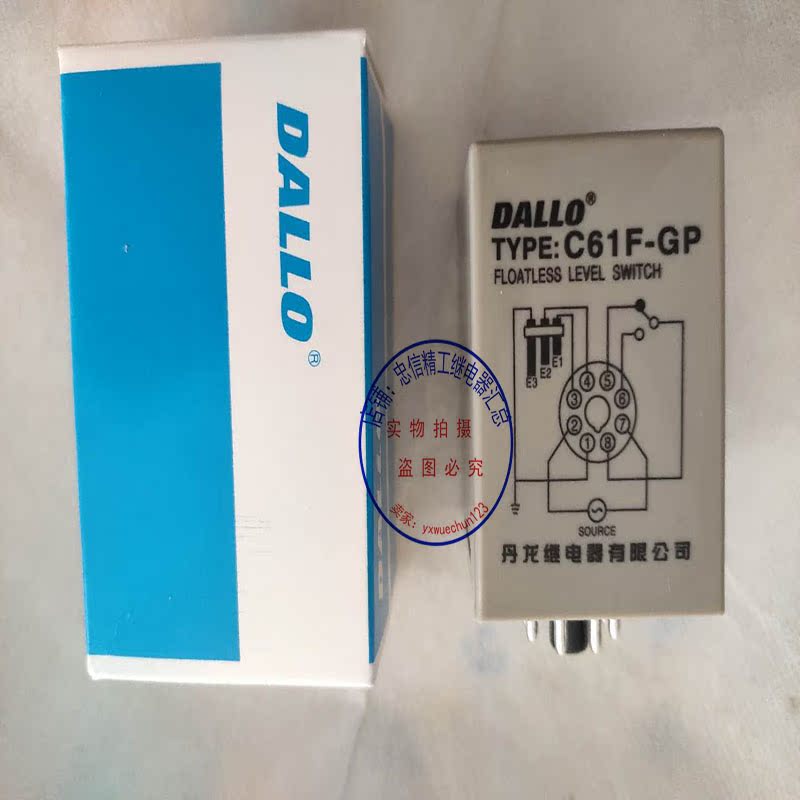 DALLO®
DALLO®
TYPE: C61F-GP
FLOATLESS LEVEL SWITCH
E1
E2
E3
4 5
3 6
2 7
1 8
SOURCE
丹龙继电器有限公司
店铺：忠信精工继电器汇总
实物拍摄
盗图必究
卖家：yxwuechun123